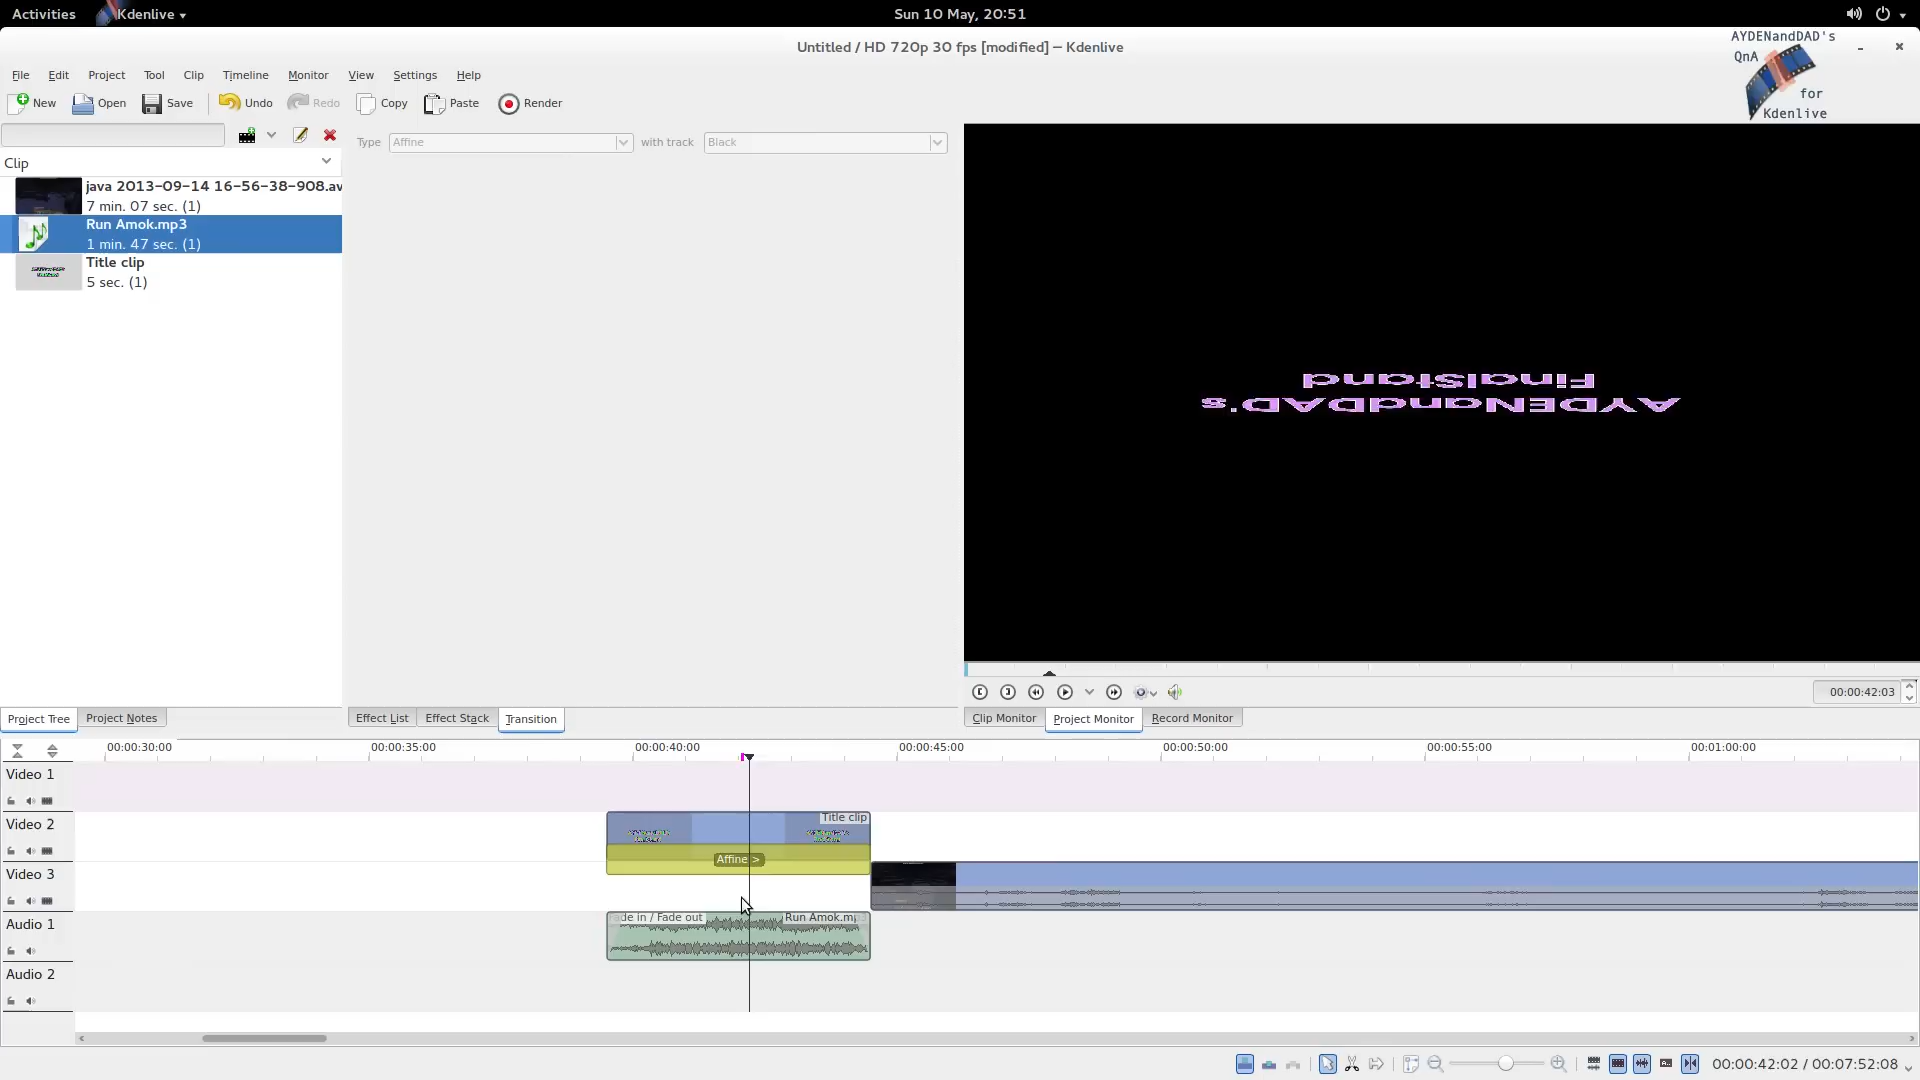 Activities
Kdenlive
Sun 10 May, 20:51
Untitled / HD 720p 30 fps [modified] — Kdenlive
AYDENandDAD's
QnA
for
Kdenlive
File Edit Project Tool Clip Timeline Monitor View Settings Help
New Open Save Undo Redo Copy Paste Render
Type Affine with track Black
Clip
java 2013-09-14 16-56-38-908.av
7 min. 07 sec. (1)
Run Amok.mp3
1 min. 47 sec. (1)
Title clip
5 sec. (1)
FinalStand
AYDENandDAD's
00:00:42:03
Project Tree Project Notes
Effect List Effect Stack Transition
Clip Monitor Project Monitor Record Monitor
00:00:30:00 00:00:35:00 00:00:40:00 00:00:45:00 00:00:50:00 00:00:55:00 00:01:00:00
Video 1
Video 2
Title clip
Affine >
Video 3
Audio 1
ade in / Fade out Run Amok.mp3
Audio 2
00:00:42:02 / 00:07:52:08